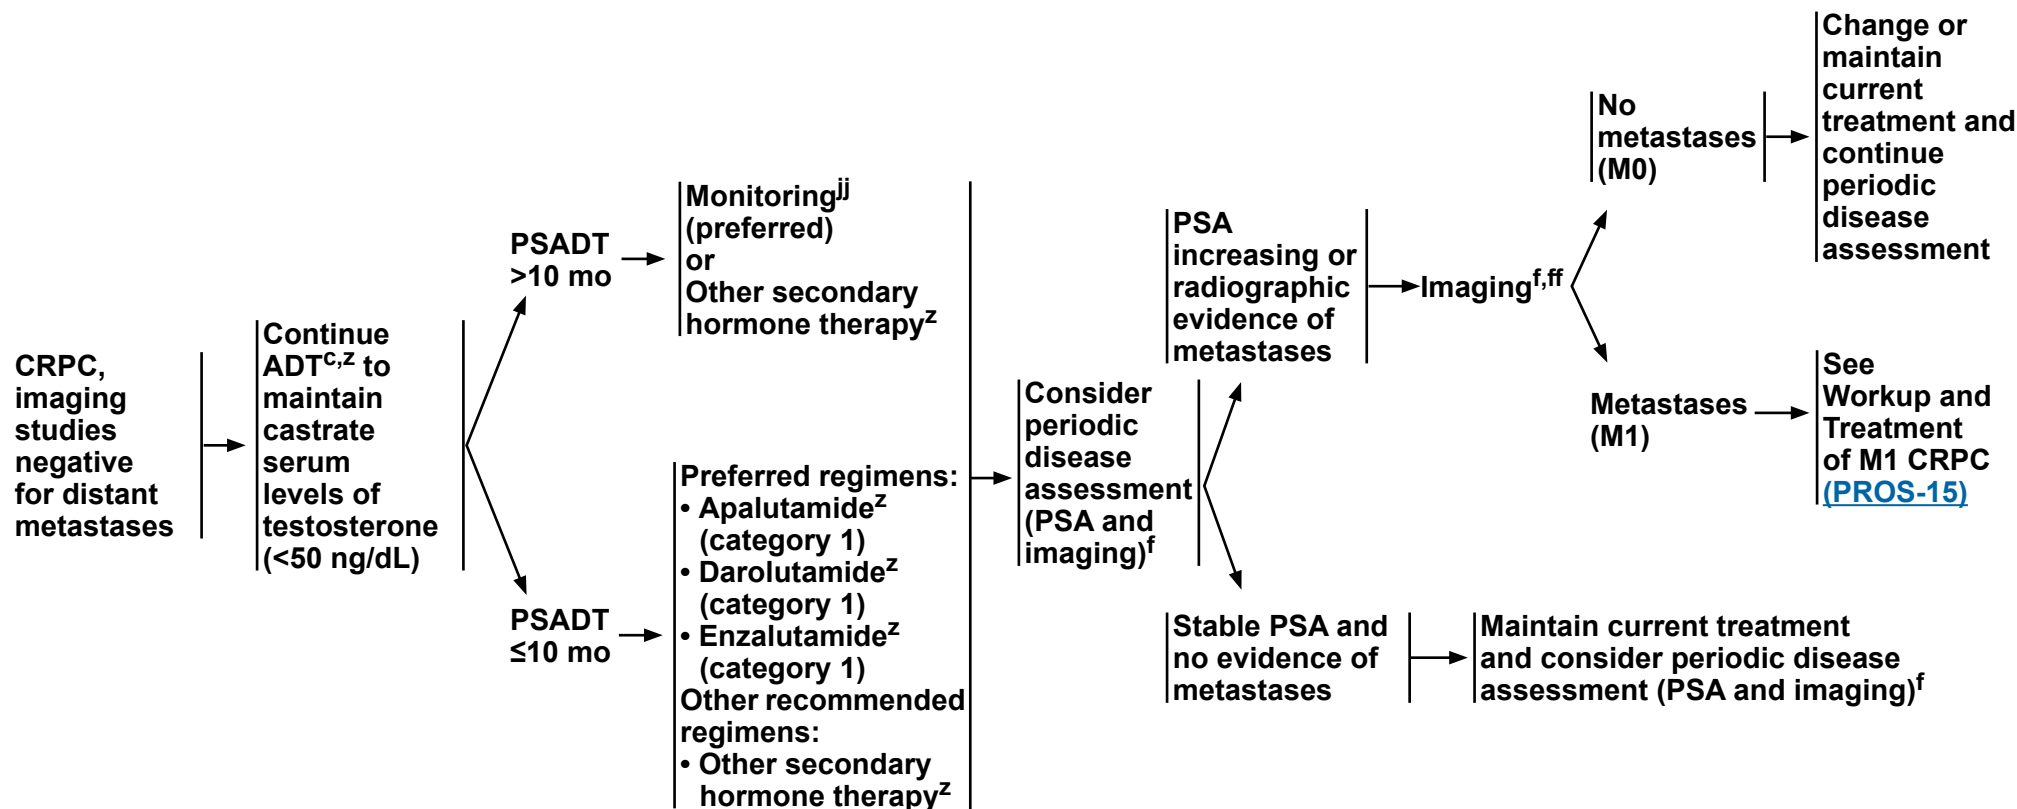 CRPC,
imaging
studies
negative
for distant
metastases
Continue
ADTc,z to
maintain
castrate
serum
levels of
testosterone
(<50 ng/dL)
PSADT
>10 mo
Monitoringjj
(preferred)
or
Other secondary
hormone therapyz
PSADT
≤10 mo
Preferred regimens:
• Apalutamidez
(category 1)
• Darolutamidez
(category 1)
• Enzalutamidez
(category 1)
Other recommended
regimens:
• Other secondary
hormone therapyz
Consider
periodic
disease
assessment
(PSA and
imaging)f
PSA
increasing or
radiographic
evidence of
metastases
Imagingf,ff
No
metastases
(M0)
Change or
maintain
current
treatment and
continue
periodic
disease
assessment
Metastases
(M1)
See
Workup and
Treatment
of M1 CRPC
(PROS-15)
Stable PSA and
no evidence of
metastases
Maintain current treatment
and consider periodic disease
assessment (PSA and imaging)f